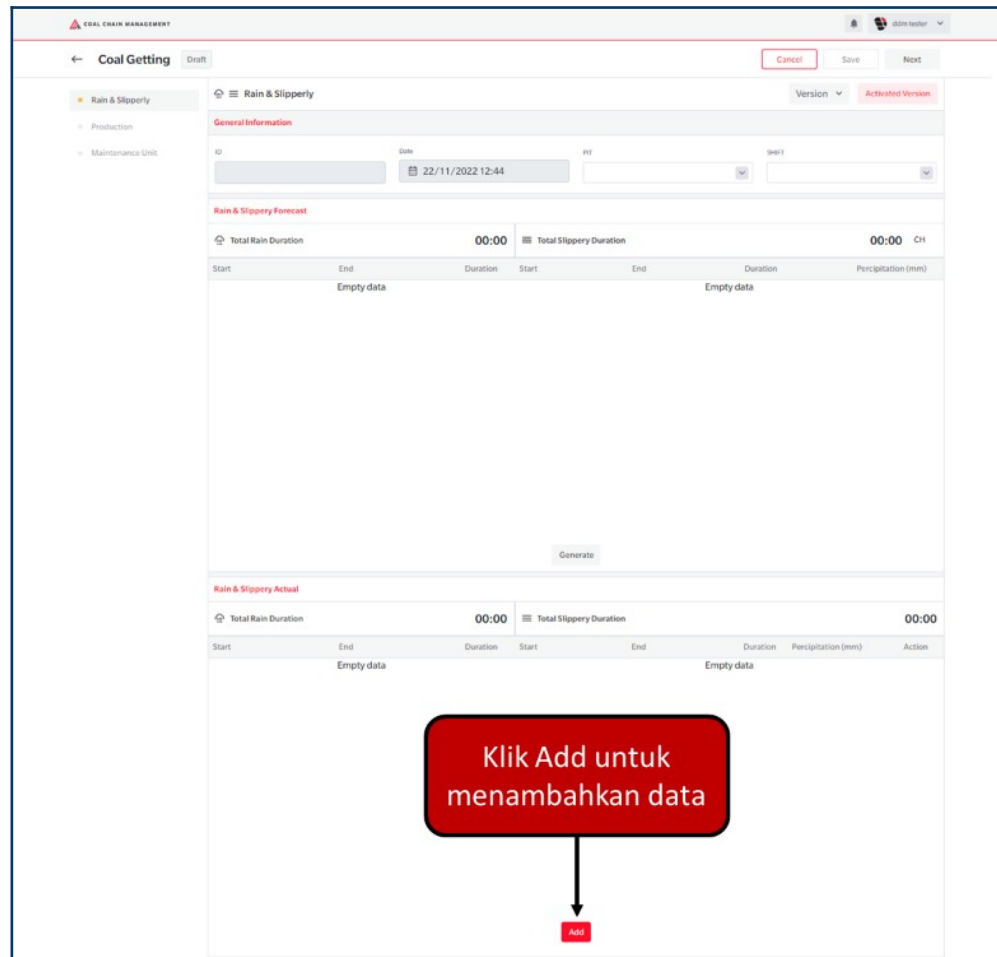 COAL CHAIN MANAGEMENT
ddm tester
Coal Getting Draft Cancel Save Next
Rain & Slipperly
Production
Maintenance Unit
Rain & Slipperly Version Activated Version
General Information
ID Date PIT SHIFT
22/11/2022 12:44
Rain & Slippery Forecast
Total Rain Duration 00:00 Total Slippery Duration 00:00 CH
Start End Duration Start End Duration Percipitation (mm)
Empty data Empty data
Generate
Rain & Slippery Actual
Total Rain Duration 00:00 Total Slippery Duration 00:00
Start End Duration Start End Duration Percipitation (mm) Action
Empty data Empty data
Klik Add untuk
menambahkan data
Add